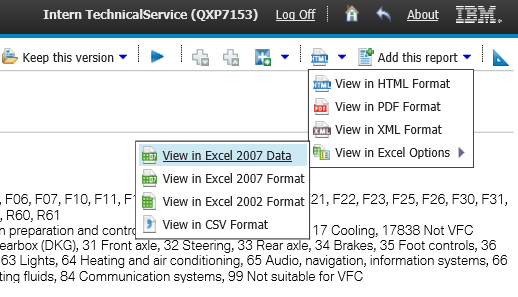 Intern TechnicalService (QXP7153) Log Off About IBM
Keep this version HTML Add this report
View in HTML Format
View in PDF Format
View in XML Format
View in Excel Options
View in Excel 2007 Data
View in Excel 2007 Format
View in Excel 2002 Format
View in CSV Format
, F06, F07, F10, F11, F 21, F22, F23, F25, F26, F30, F31,
, R60, R61
n preparation and contro 17 Cooling, 17838 Not VFC
earbox (DKG), 31 Front axle, 32 Steering, 33 Rear axle, 34 Brakes, 35 Foot controls, 36
63 Lights, 64 Heating and air conditioning, 65 Audio, navigation, information systems, 66
ting fluids, 84 Communication systems, 99 Not suitable for VFC